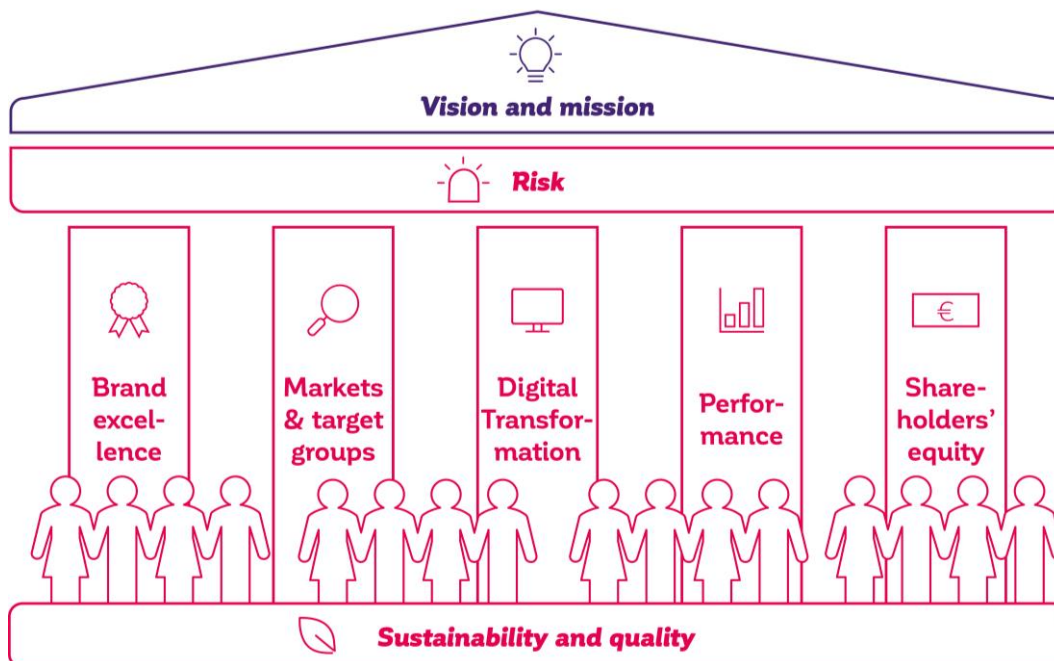 Vision and mission
Risk
Brand
excel-
lence
Markets
& target
groups
Digital
Transfor-
mation
Perfor-
mance
Share-
holders’
equity
€
Sustainability and quality